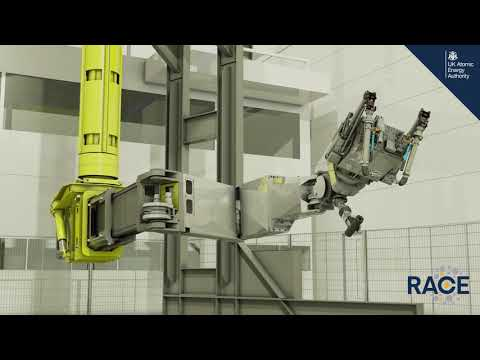 UK Atomic
Energy
Authority
RACE